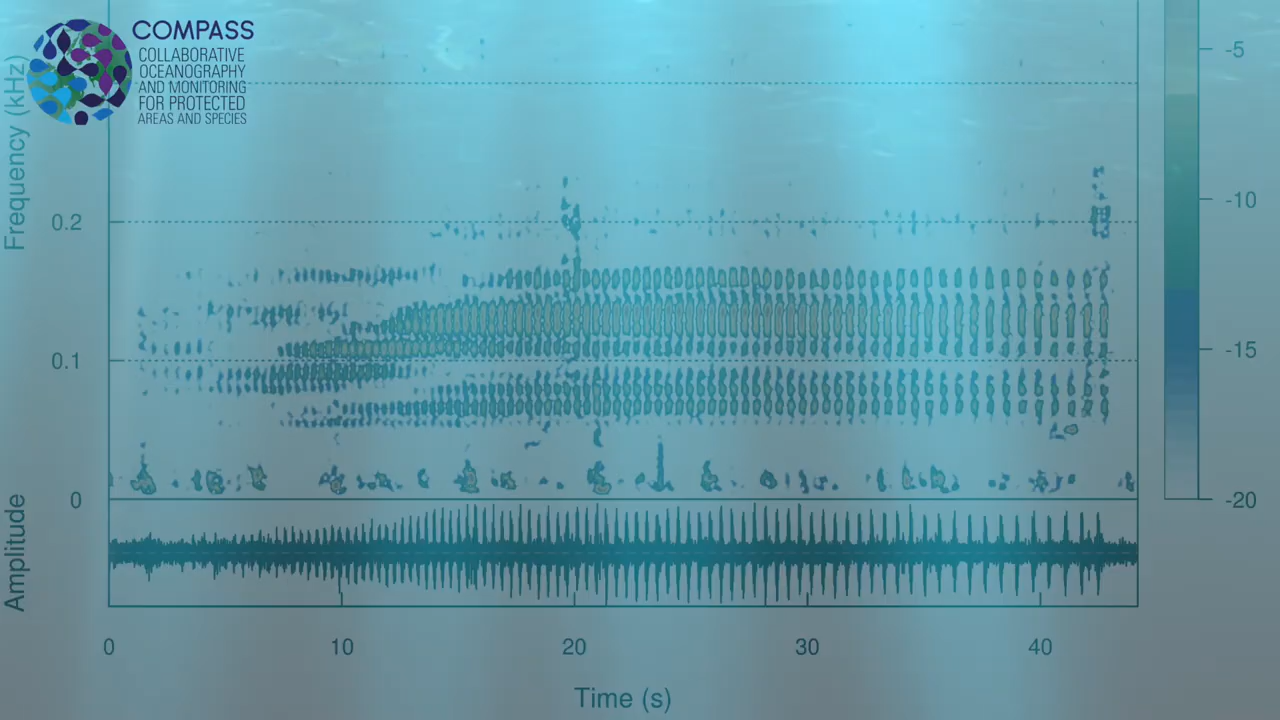 COMPASS
COLLABORATIVE
OCEANOGRAPHY
AND MONITORING
FOR PROTECTED
AREAS AND SPECIES
Frequency (kHz)
0.2
0.1
0
-5
-10
-15
-20
Amplitude
0 10 20 30 40
Time (s)